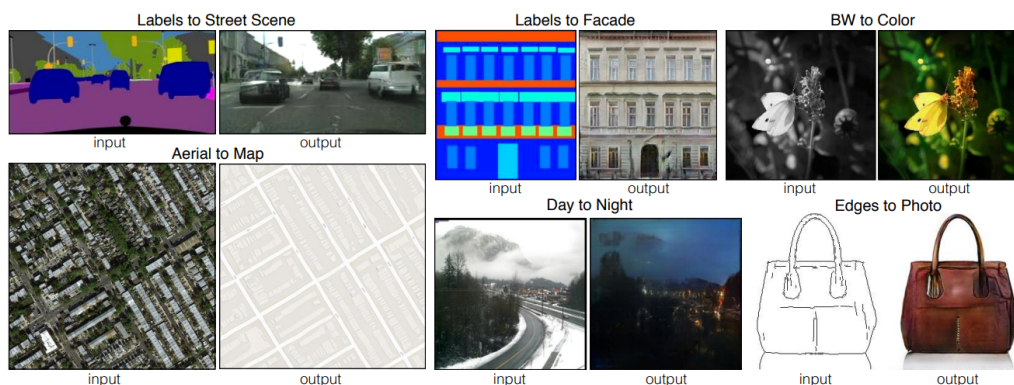 Labels to Street Scene
input
output
Aerial to Map
input
output
Labels to Facade
input
output
BW to Color
input
output
Day to Night
input
output
Edges to Photo
input
output